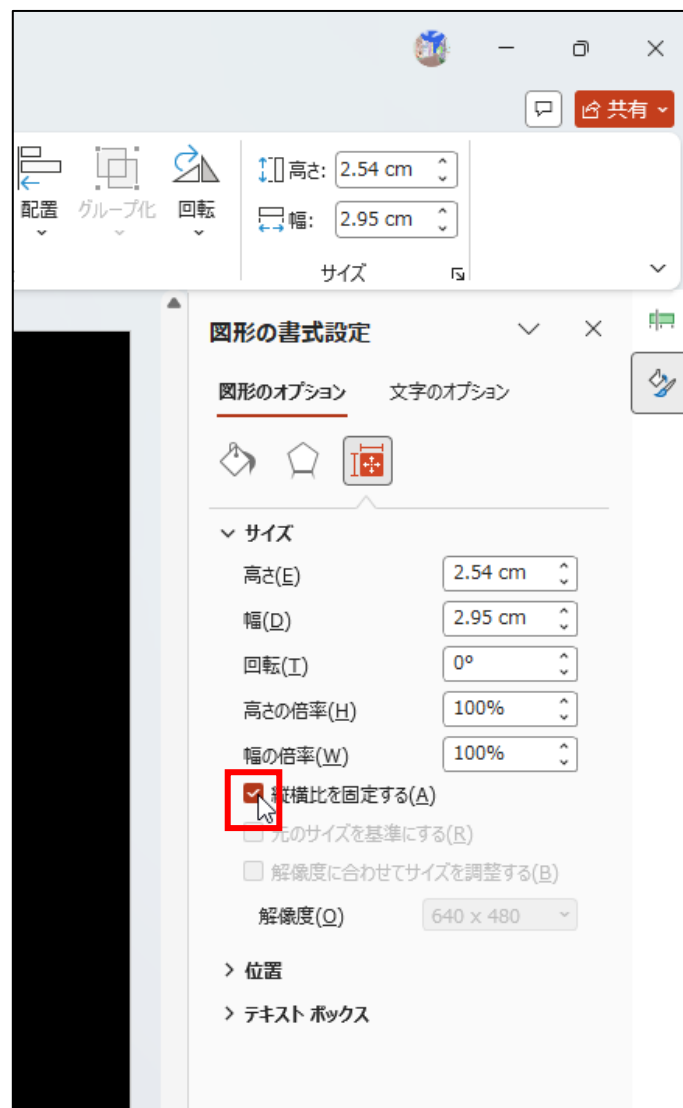 共有
高さ: 2.54 cm
配置 グループ化 回転
幅: 2.95 cm
サイズ
図形の書式設定
図形のオプション 文字のオプション
サイズ
高さ(E) 2.54 cm
幅(D) 2.95 cm
回転(T) 0°
高さの倍率(H) 100%
幅の倍率(W) 100%
縦横比を固定する(A)
元のサイズを基準にする(R)
解像度に合わせてサイズを調整する(B)
解像度(O) 640 x 480
位置
テキスト ボックス